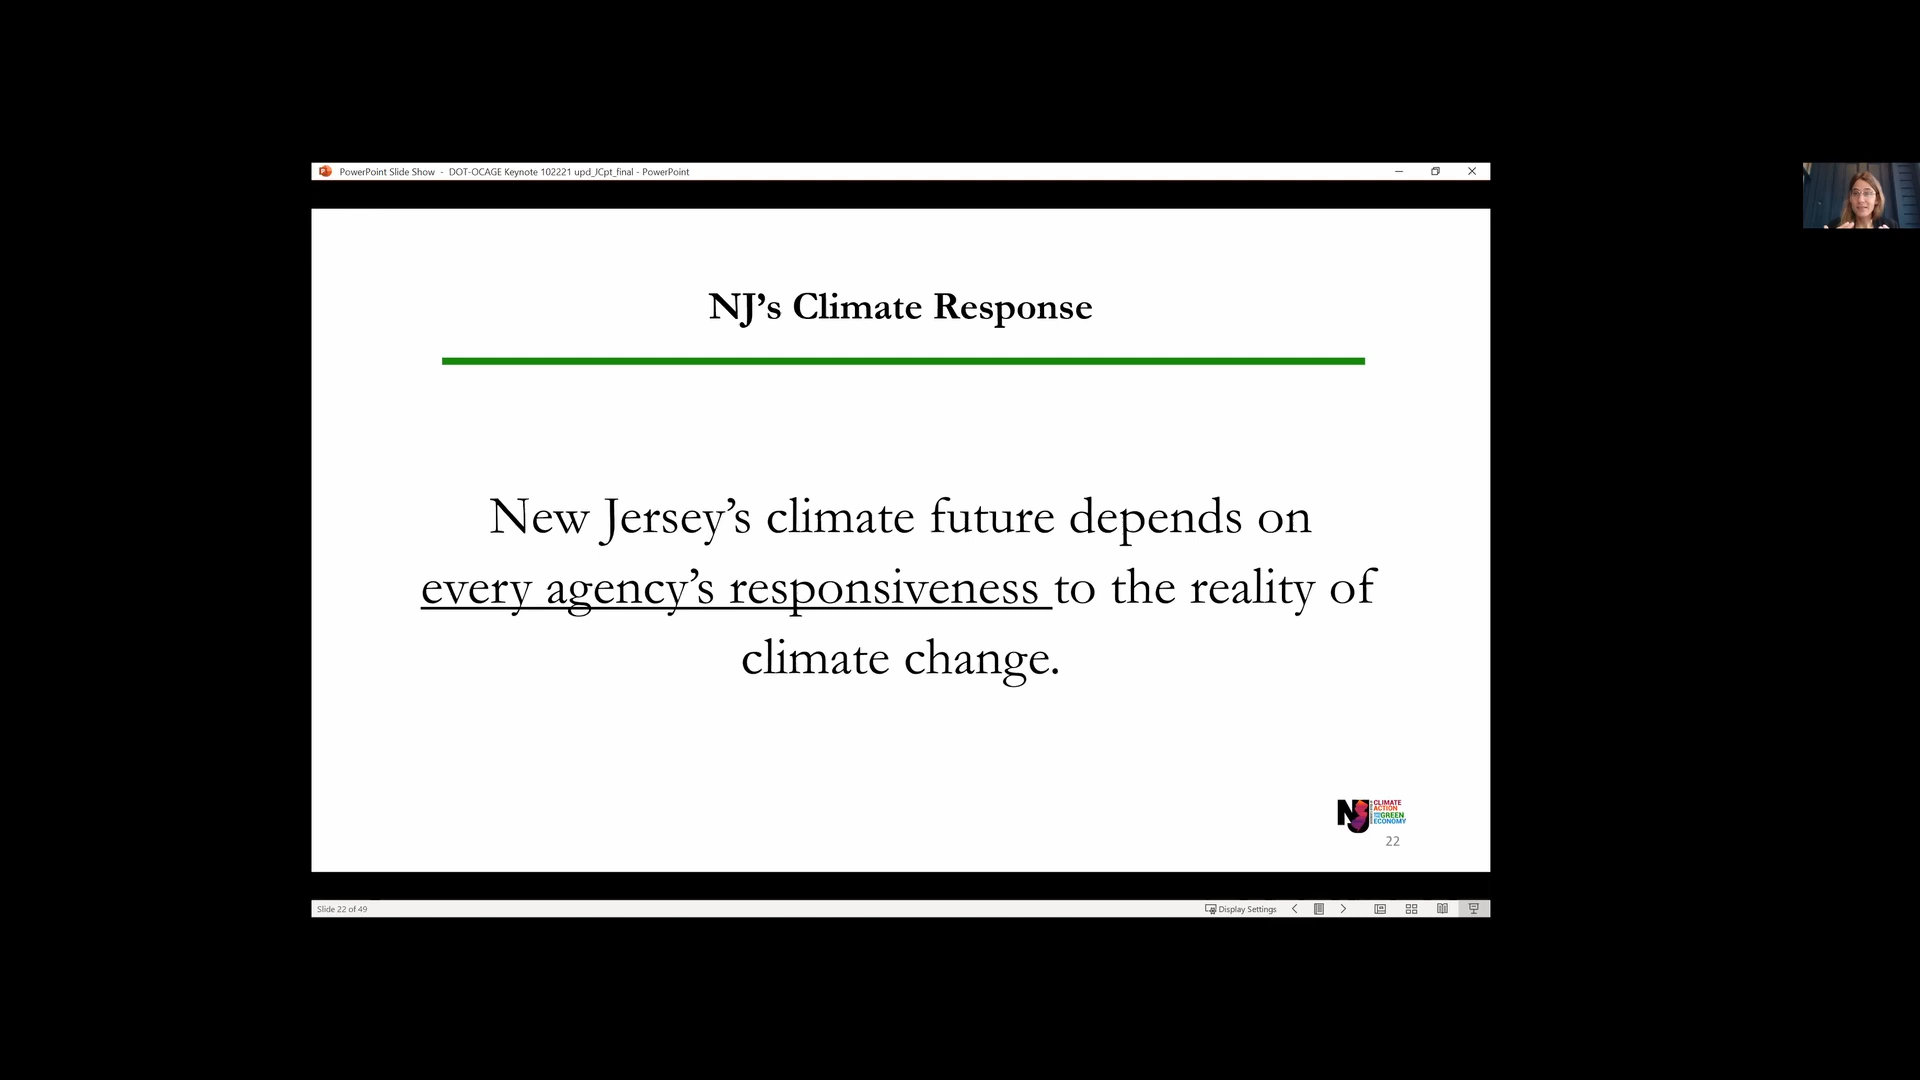 PowerPoint Slide Show - DOT-OCAGE Keynote 102221 upd_JCpt_final - PowerPoint
NJ’s Climate Response
New Jersey’s climate future depends on
every agency’s responsiveness to the reality of
climate change.
NJ
CLIMATE
ACTION
GREEN
ECONOMY
22
Slide 22 of 49
Display Settings